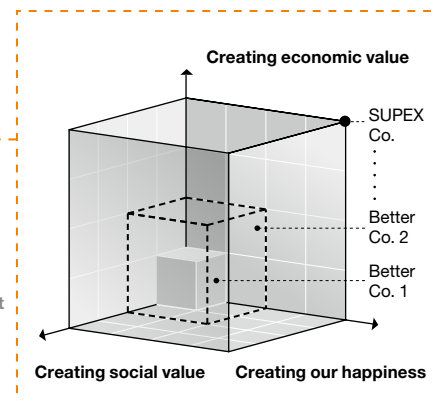 Creating economic value
SUPEX
Co.
Better
Co. 2
Better
Co. 1
t
Creating social value
Creating our happiness